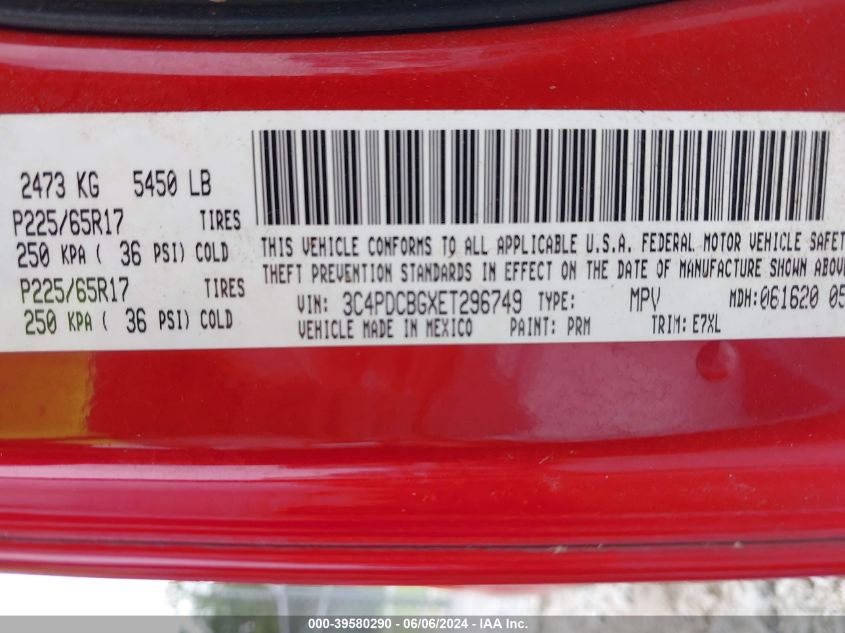 2473 KG 5450 LB
P225/65R17 TIRES
250 KPA ( 36 PSI) COLD
P225/65R17 TIRES
250 KPA ( 36 PSI) COLD
THIS VEHICLE CONFORMS TO ALL APPLICABLE U.S.A. FEDERAL MOTOR VEHICLE SAFET
THEFT PREVENTION STANDARDS IN EFFECT ON THE DATE OF MANUFACTURE SHOWN ABOV
VIN: 3C4PDCBGXET296749 TYPE: MPV MDH:061620 05
VEHICLE MADE IN MEXICO PAINT: PRM TRIM: E7XL
000-39580290 - 06/06/2024 - IAA Inc.